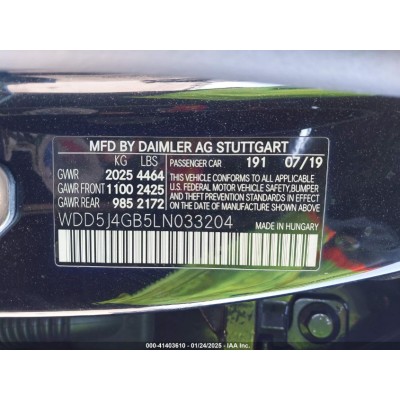 MFD BY DAIMLER AG STUTTGART
KG LBS
GVWR 2025 4464
GAWR FRONT 1100 2425
GAWR REAR 985 2172
PASSENGER CAR 191 07/19
THIS VEHICLE CONFORMS TO ALL APPLICABLE
U.S. FEDERAL MOTOR VEHICLE SAFETY, BUMPER
AND THEFT PREVENTION STANDARDS IN EFFECT
ON THE DATE OF MANUFACTURE SHOWN ABOVE.
WDD5J4GB5LN033204 MADE IN HUNGARY
000-41403610 - 01/24/2025 - IAA Inc.